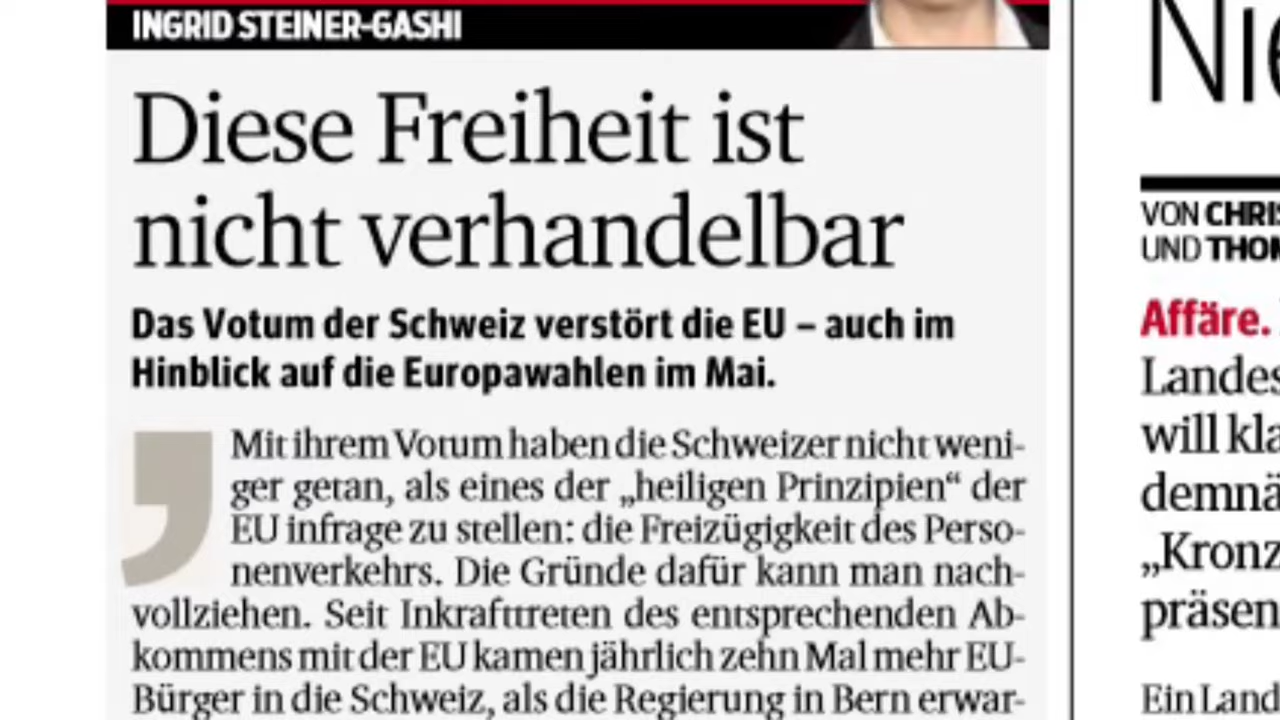 INGRID STEINER-GASHI
Diese Freiheit ist
nicht verhandelbar
Das Votum der Schweiz verstört die EU – auch im
Hinblick auf die Europawahlen im Mai.
Mit ihrem Votum haben die Schweizer nicht weni-
ger getan, als eines der „heiligen Prinzipien“ der
EU infrage zu stellen: die Freizügigkeit des Perso-
nenverkehrs. Die Gründe dafür kann man nach-
vollziehen. Seit Inkrafttreten des entsprechenden Ab-
kommens mit der EU kamen jährlich zehn Mal mehr EU-
Bürger in die Schweiz, als die Regierung in Bern erwar-
VON
UND
Affäre.
will
„Kronz
Ein Land